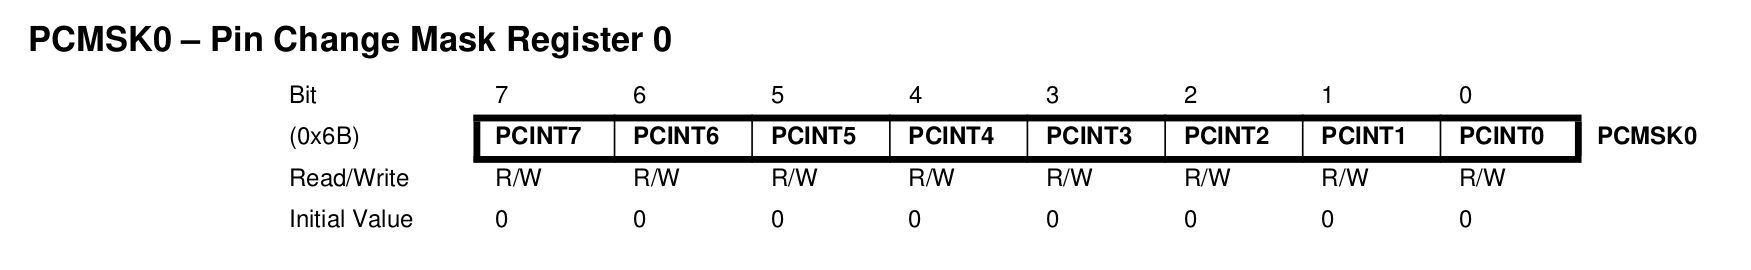 PCMSK0 – Pin Change Mask Register 0
Bit 7 6 5 4 3 2 1 0
(0x6B) PCINT7 PCINT6 PCINT5 PCINT4 PCINT3 PCINT2 PCINT1 PCINT0 PCMSK0
Read/Write R/W R/W R/W R/W R/W R/W R/W R/W
Initial Value 0 0 0 0 0 0 0 0